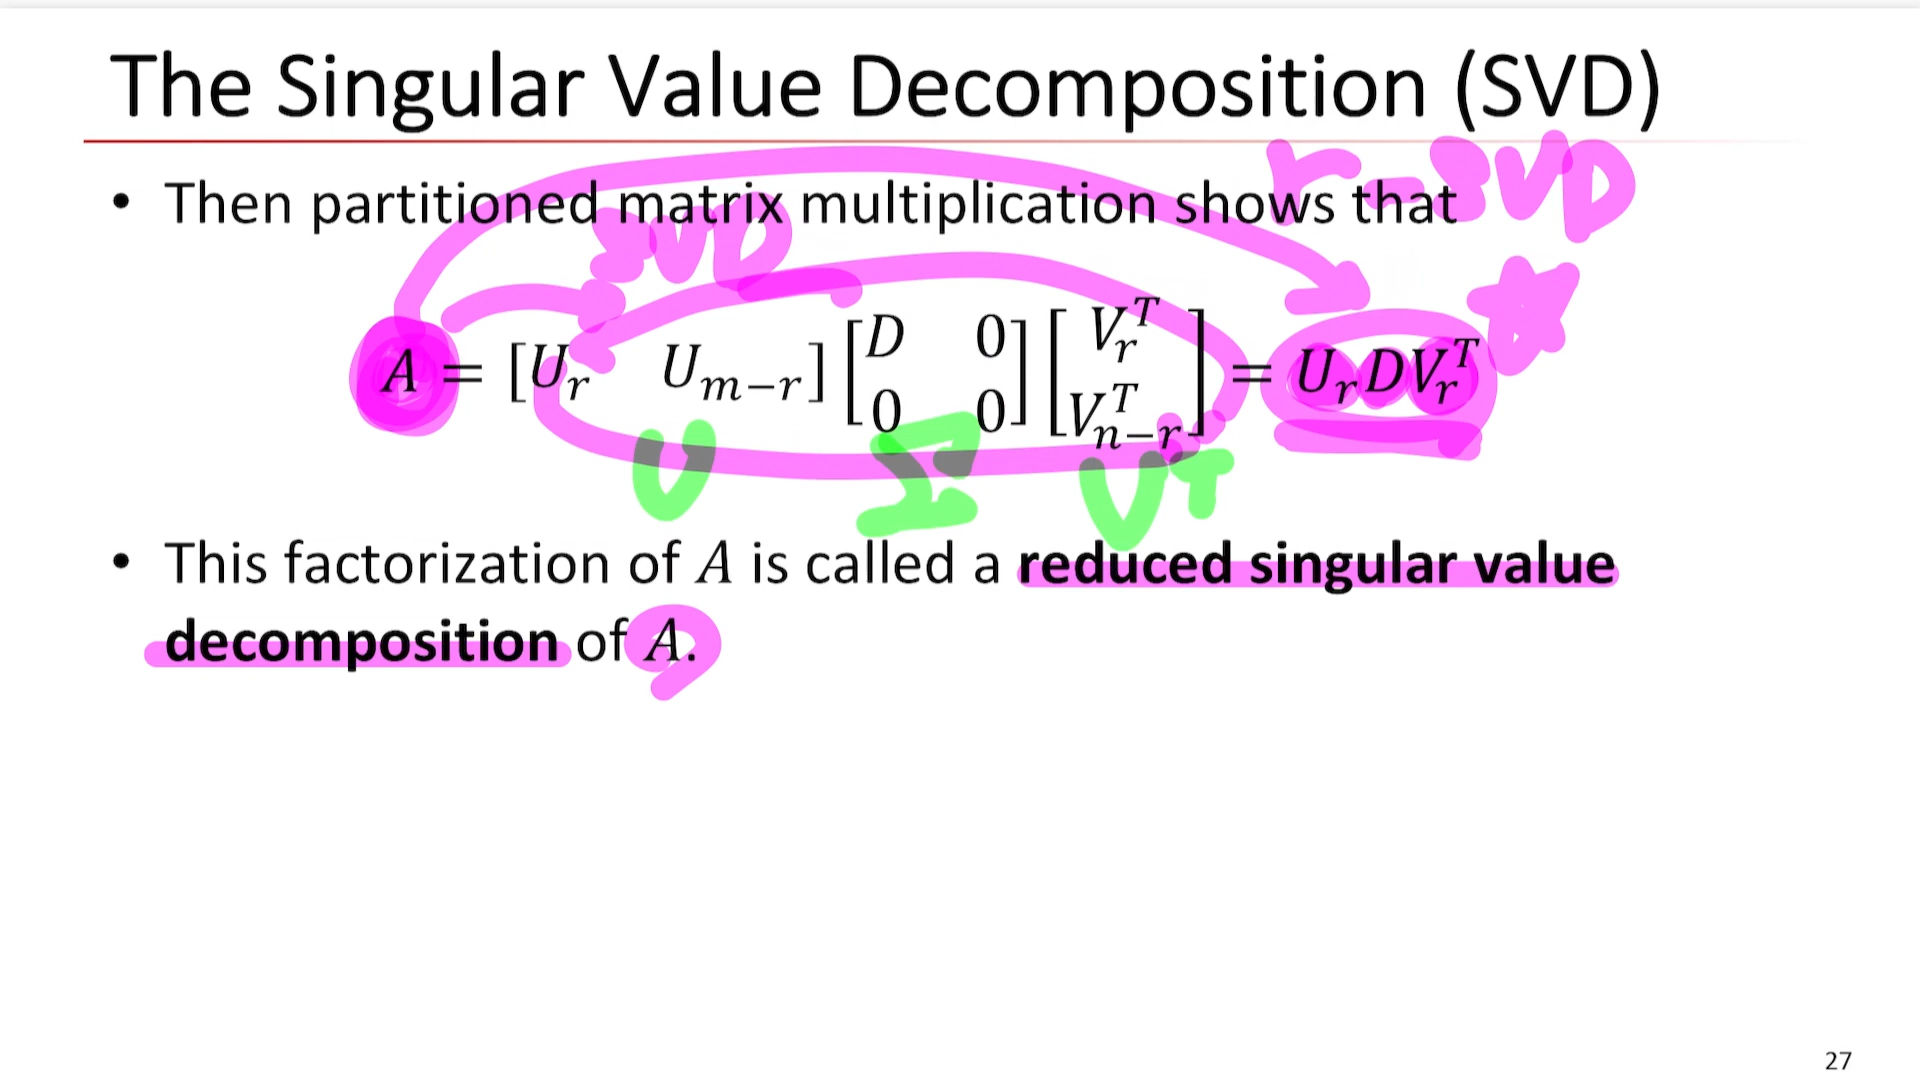 The Singular Value Decomposition (SVD)
r-SVD
• Then partitioned matrix multiplication shows that
SVD
A = [U_r U_{m−r}] [D 0; 0 0] [V_r^T; V_{n−r}^T] = U_r D V_r^T
U Σ V^T
• This factorization of A is called a reduced singular value
decomposition of A.
27